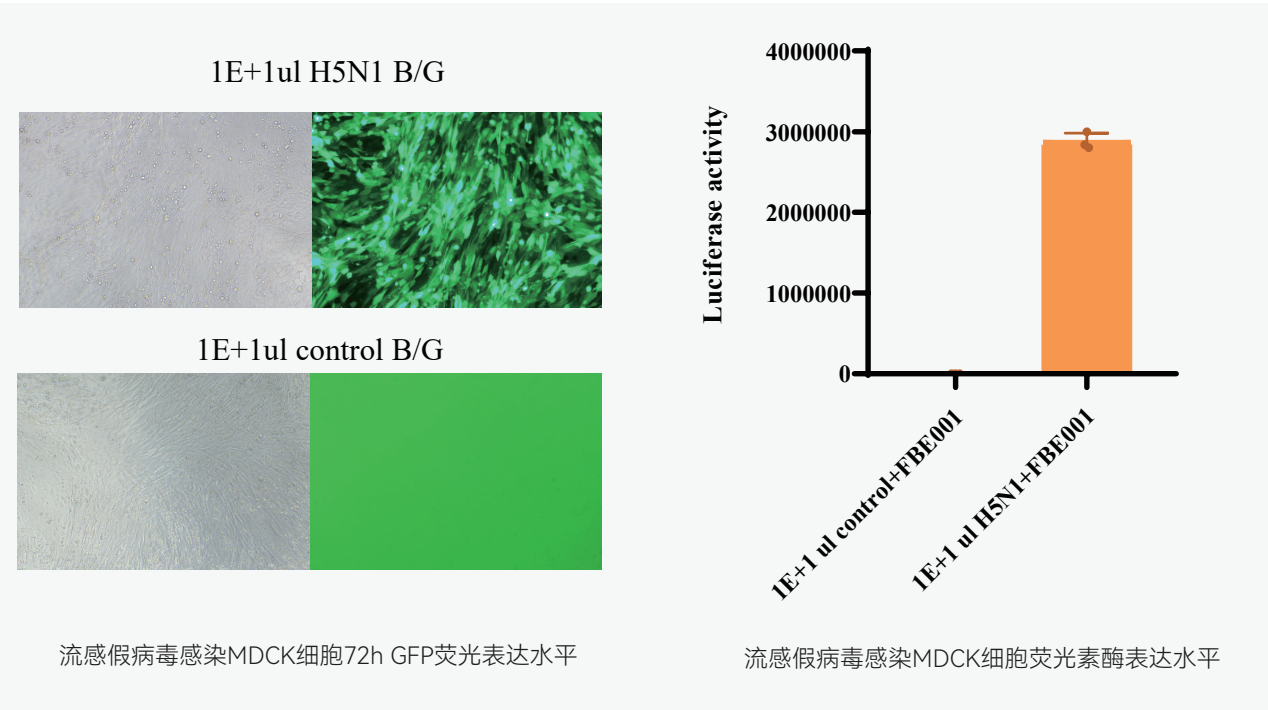 1E+1ul H5N1 B/G
1E+1ul control B/G
流感假病毒感染MDCK细胞72h GFP荧光表达水平
Luciferase activity
4000000
3000000
2000000
1000000
0
1E+1 ul control+FBE001
1E+1 ul H5N1+FBE001
流感假病毒感染MDCK细胞荧光素酶表达水平